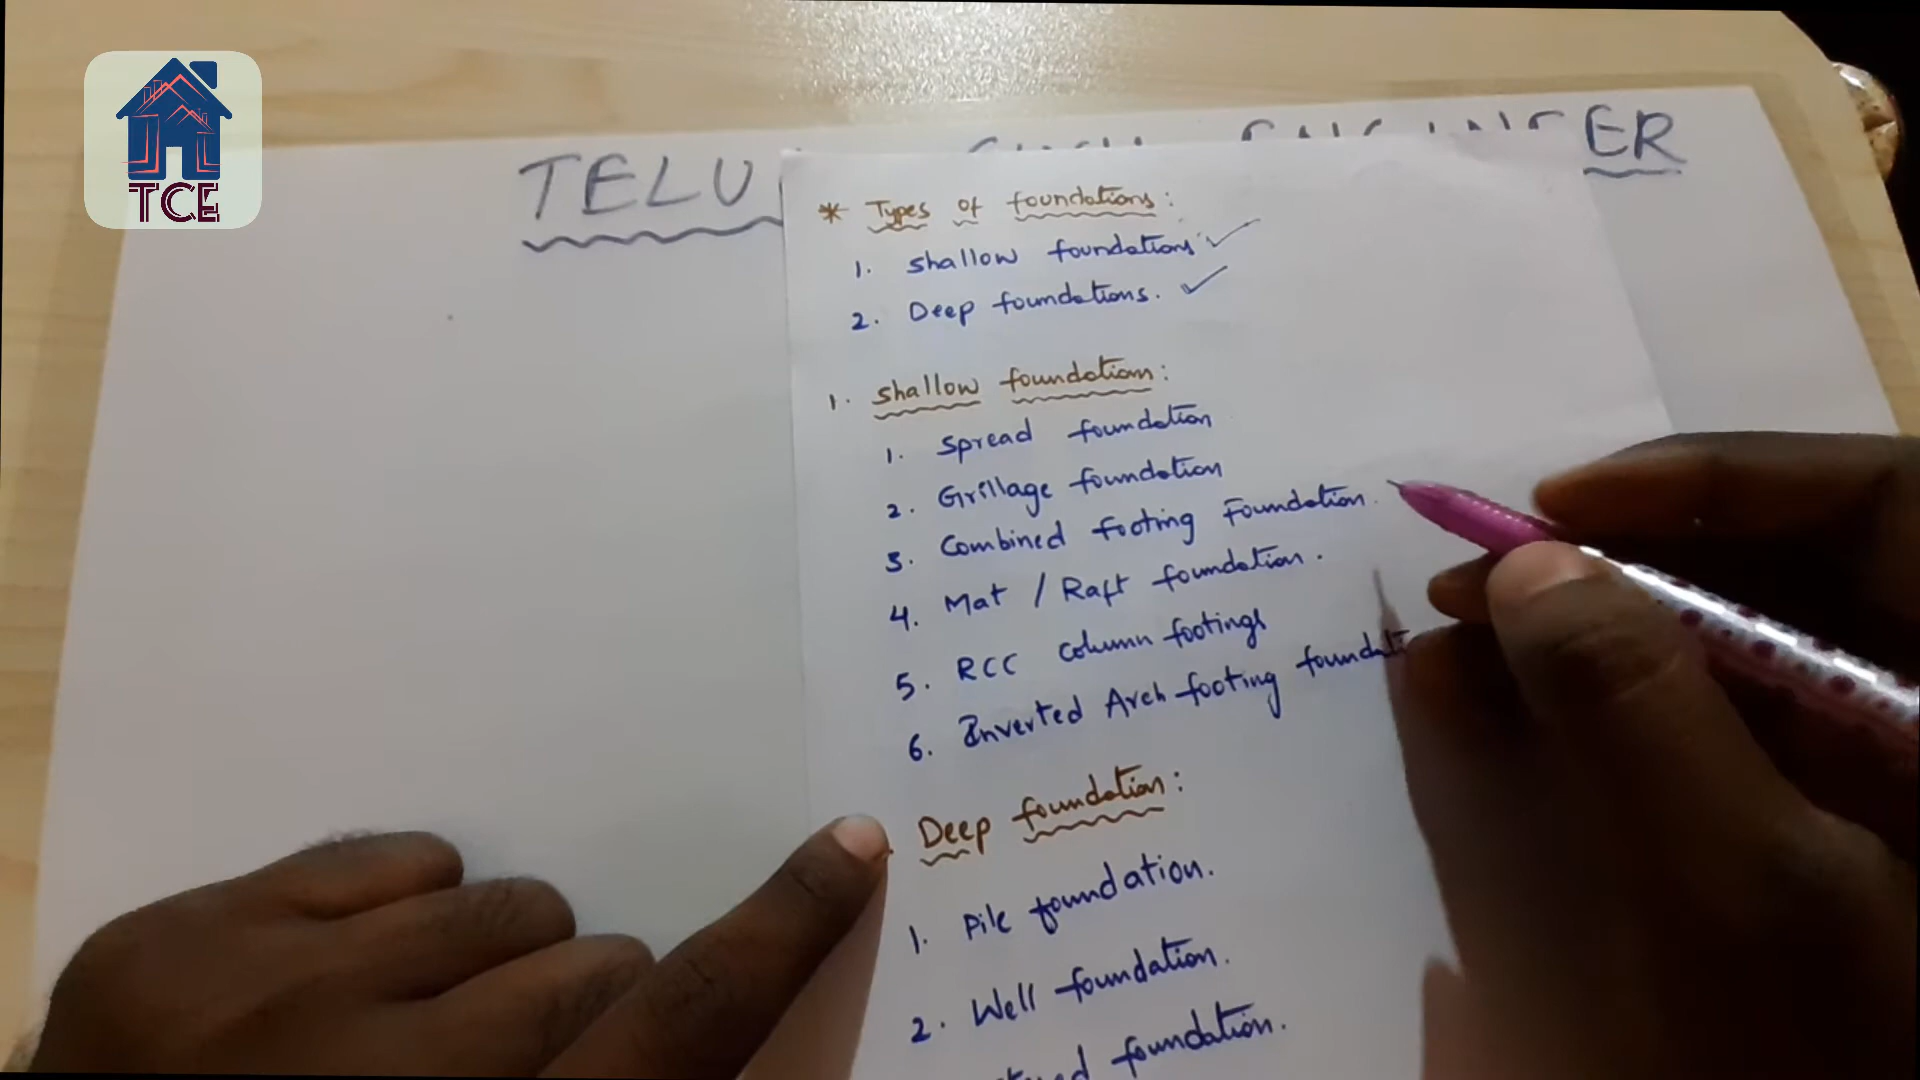 TCE
TELU ER
* Types of foundations:
1. shallow foundations
2. Deep foundations.
1. shallow foundation:
1. Spread foundation
2. Grillage foundation
3. Combined footing Foundation.
4. Mat / Raft foundation.
5. RCC column footings
6. Inverted Arch footing foundati
Deep foundation:
1. Pile foundation.
2. Well foundation.
foundation.